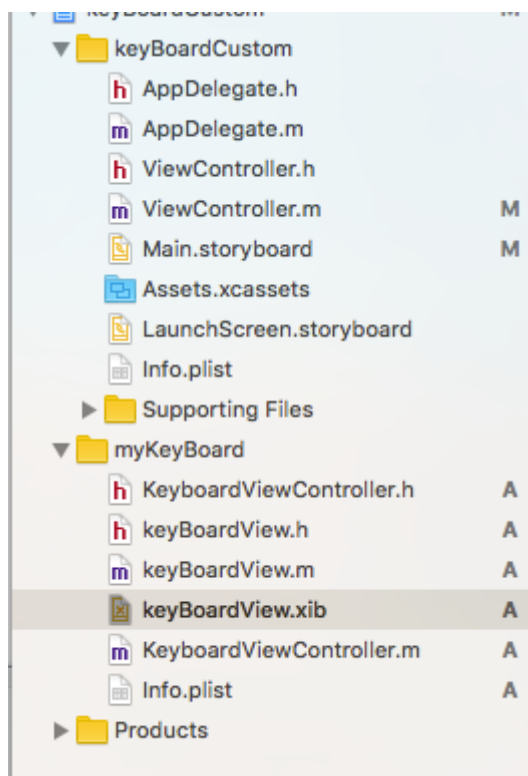 keyBoardCustom M
keyBoardCustom
h AppDelegate.h
m AppDelegate.m
h ViewController.h
m ViewController.m M
Main.storyboard M
Assets.xcassets
LaunchScreen.storyboard
Info.plist
Supporting Files
myKeyBoard
h KeyboardViewController.h A
h keyBoardView.h A
m keyBoardView.m A
keyBoardView.xib A
m KeyboardViewController.m A
Info.plist A
Products